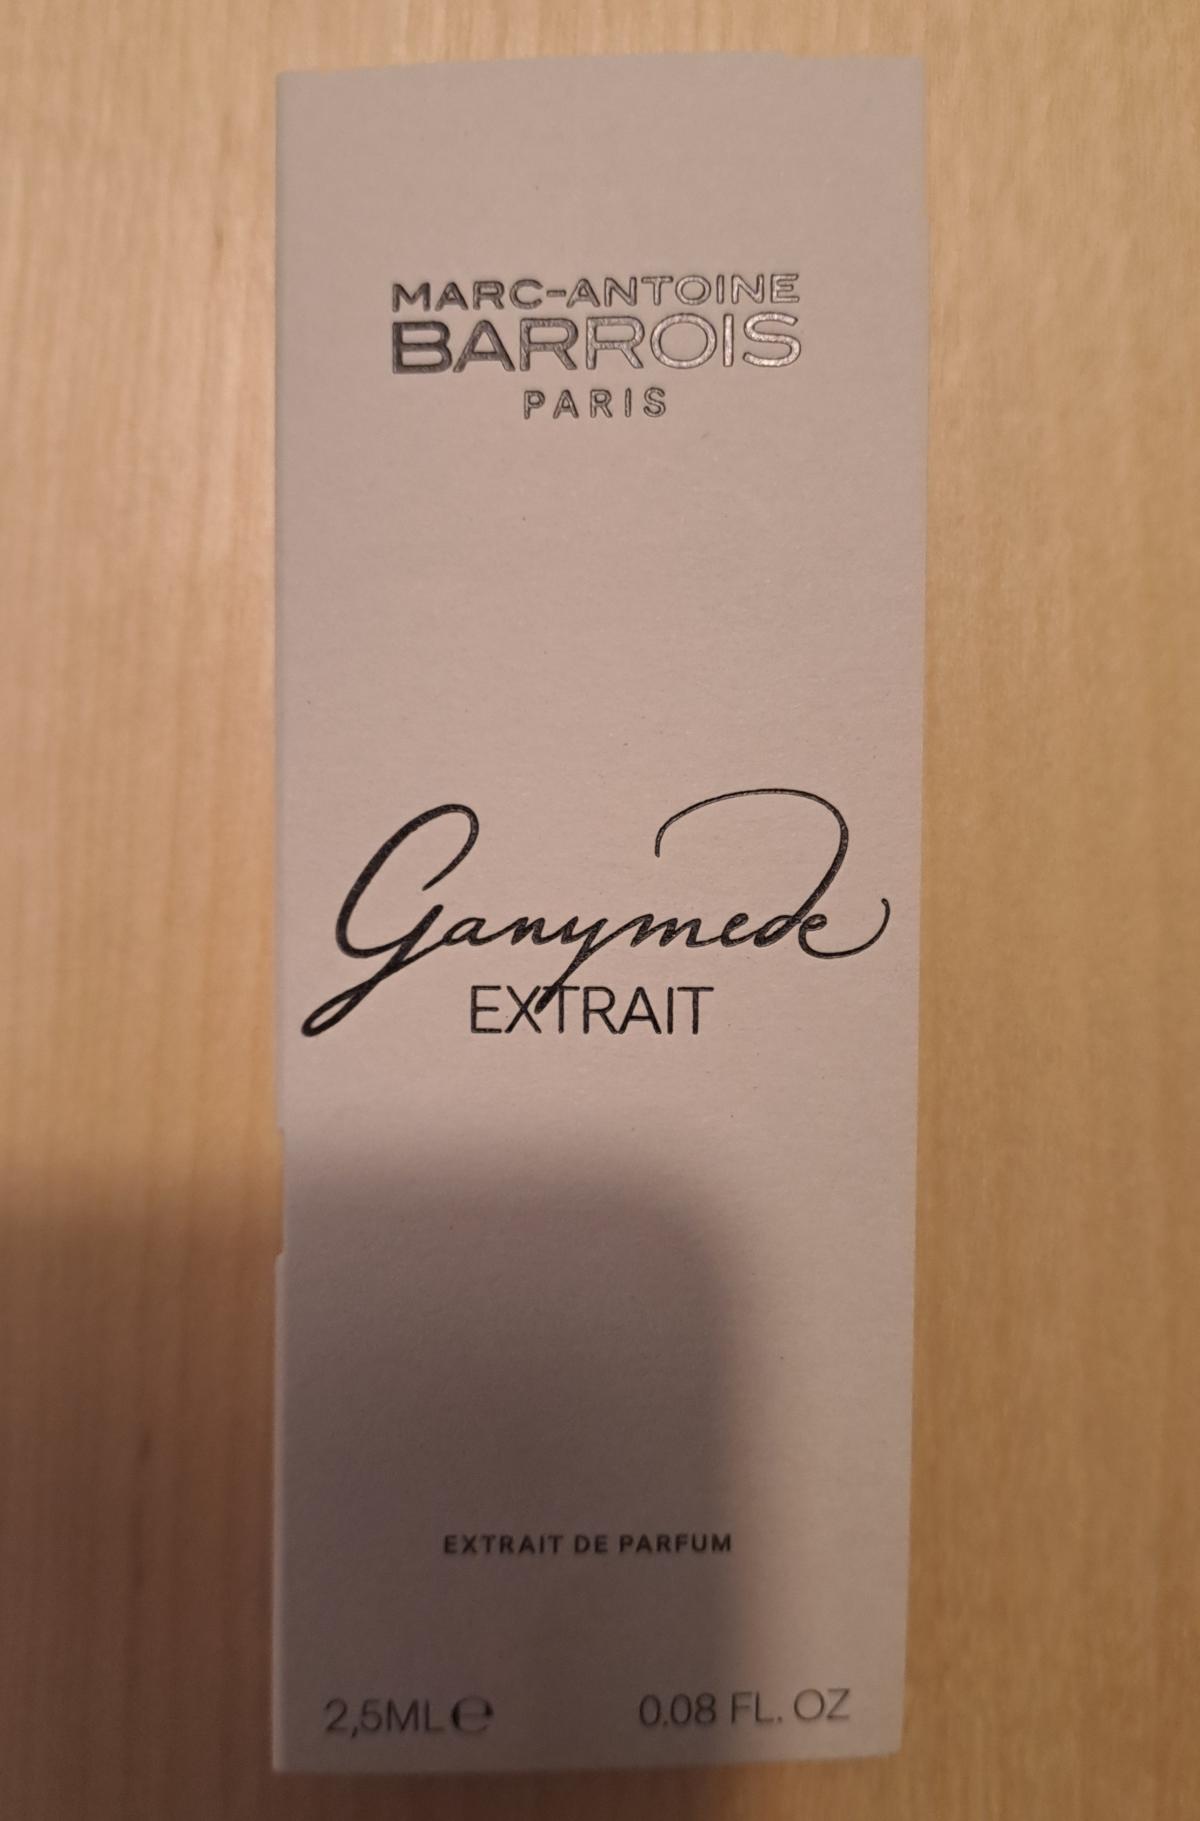 MARC-ANTOINE
BARROIS
PARIS
Ganymede
EXTRAIT
EXTRAIT DE PARFUM
2,5ML℮ 0.08 FL. OZ